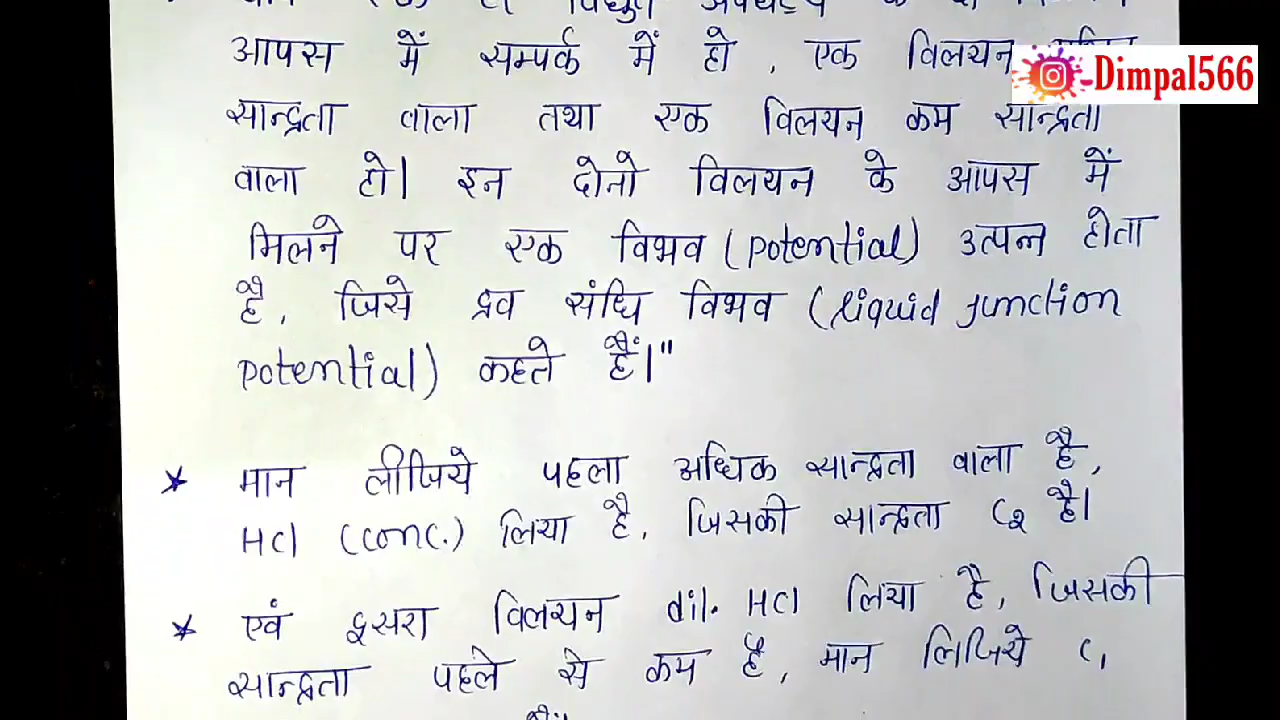 विद्युत अपघट्य के
आपस में सम्पर्क में हो , एक विलयन
-Dimpal566
सान्द्रता वाला तथा एक विलयन कम सान्द्रता
वाला हो। इन दोनो विलयन के आपस में
मिलने पर एक विभव (potential) उत्पन्न होता
है, जिसे द्रव संधि विभव (liquid junction
potential) कहते हैं।"
* मान लीजिये पहला अधिक सान्द्रता वाला है,
HCl (conc.) लिया है, जिसकी सान्द्रता C₂ है।
* एवं दूसरा विलयन dil. HCl लिया है, जिसकी
सान्द्रता पहले से कम है, मान लिजिये C₁